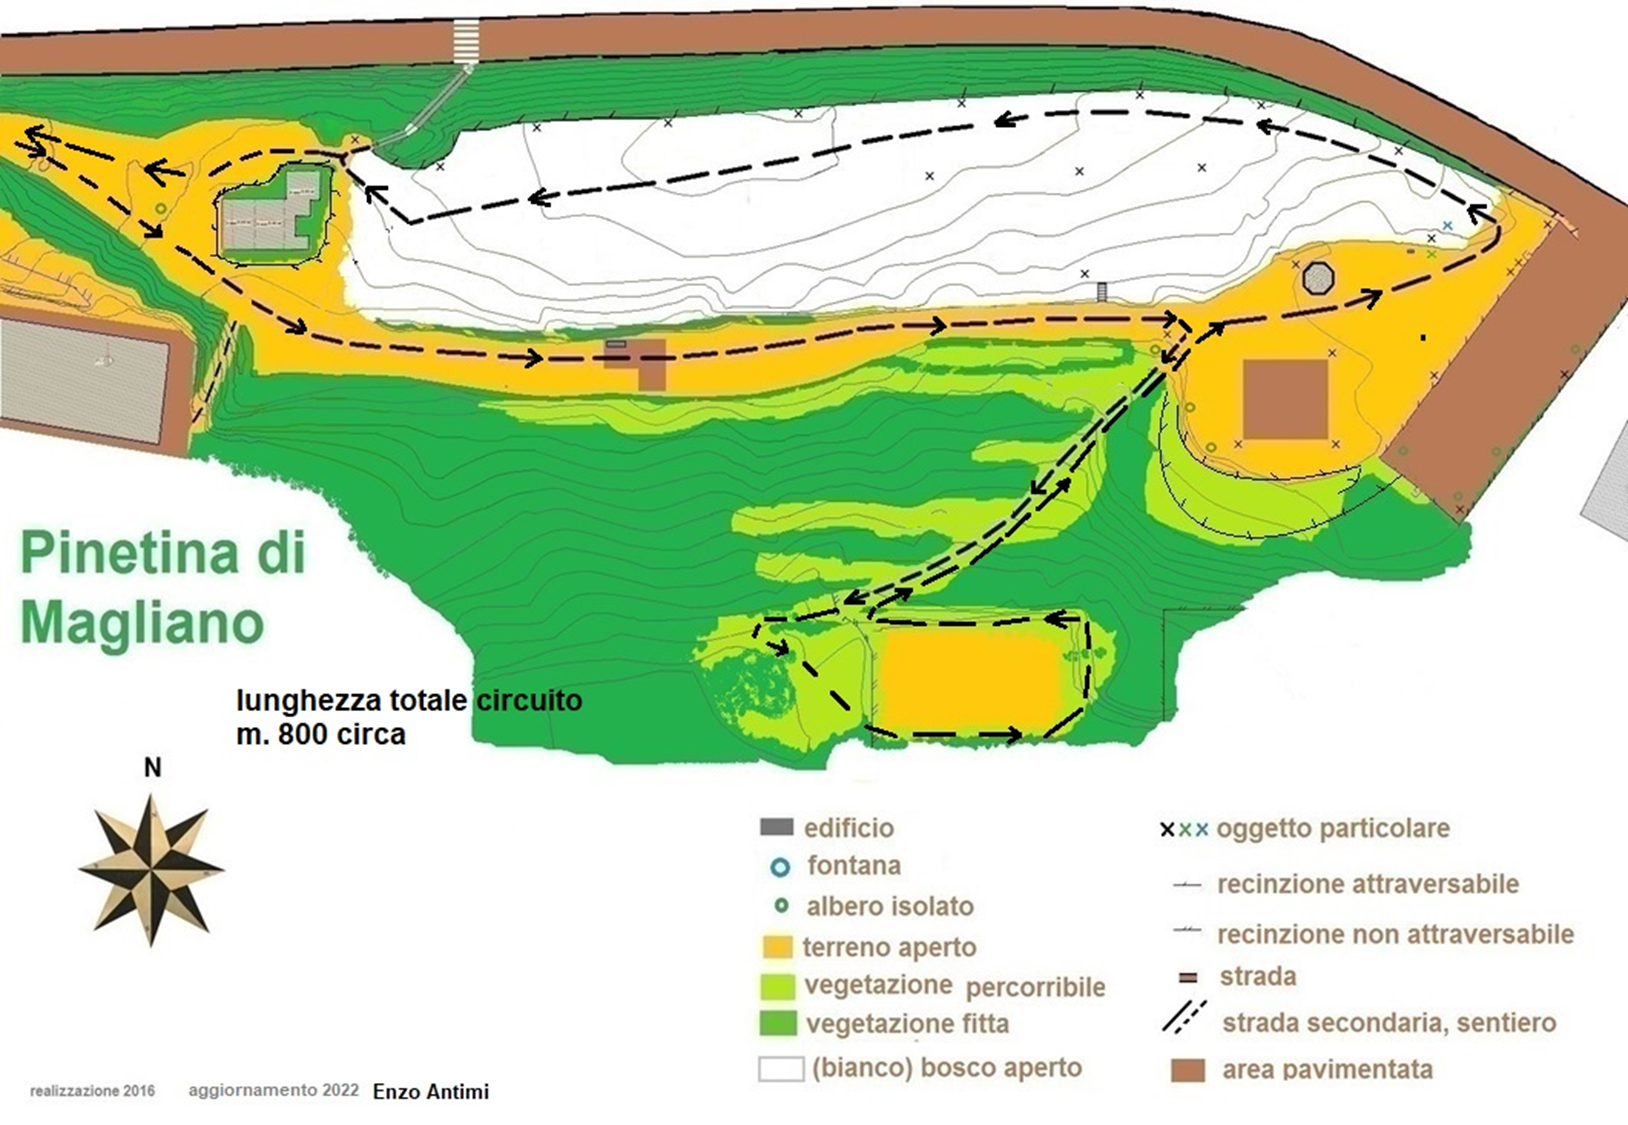 Pinetina di
Magliano
lunghezza totale circuito
m. 800 circa
N
edificio
fontana
albero isolato
terreno aperto
vegetazione percorribile
vegetazione fitta
(bianco) bosco aperto
oggetto particolare
recinzione attraversabile
recinzione non attraversabile
strada
strada secondaria, sentiero
area pavimentata
realizzazione 2016 aggiornamento 2022 Enzo Antimi